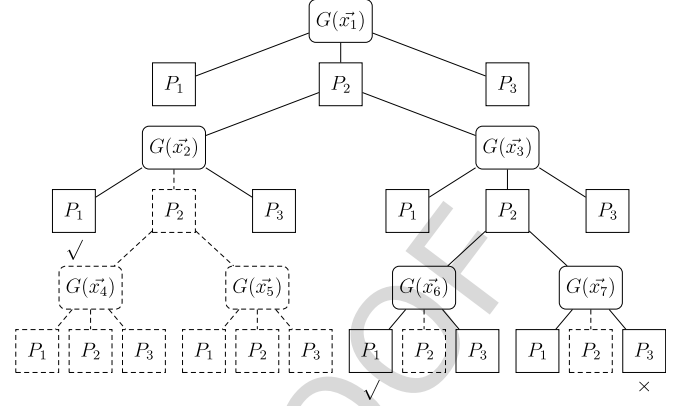 G(x⃗₁)
P₁ P₂ P₃
G(x⃗₂) G(x⃗₃)
P₁ P₂ P₃ P₁ P₂ P₃
√
G(x⃗₄) G(x⃗₅) G(x⃗₆) G(x⃗₇)
P₁ P₂ P₃ P₁ P₂ P₃ P₁ P₂ P₃ P₁ P₂ P₃
√ ×
OOF